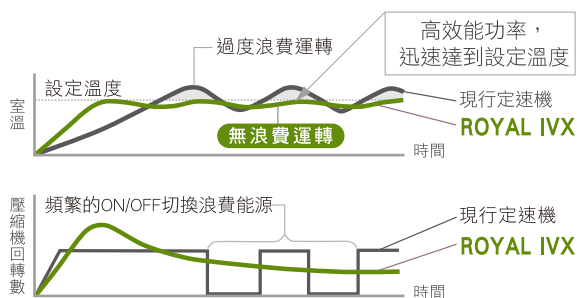 過度浪費運轉
高效能功率，
迅速達到設定溫度
設定溫度
室溫
現行定速機
ROYAL IVX
無浪費運轉
時間
頻繁的ON/OFF切換浪費能源
壓縮機回轉數
現行定速機
ROYAL IVX
時間